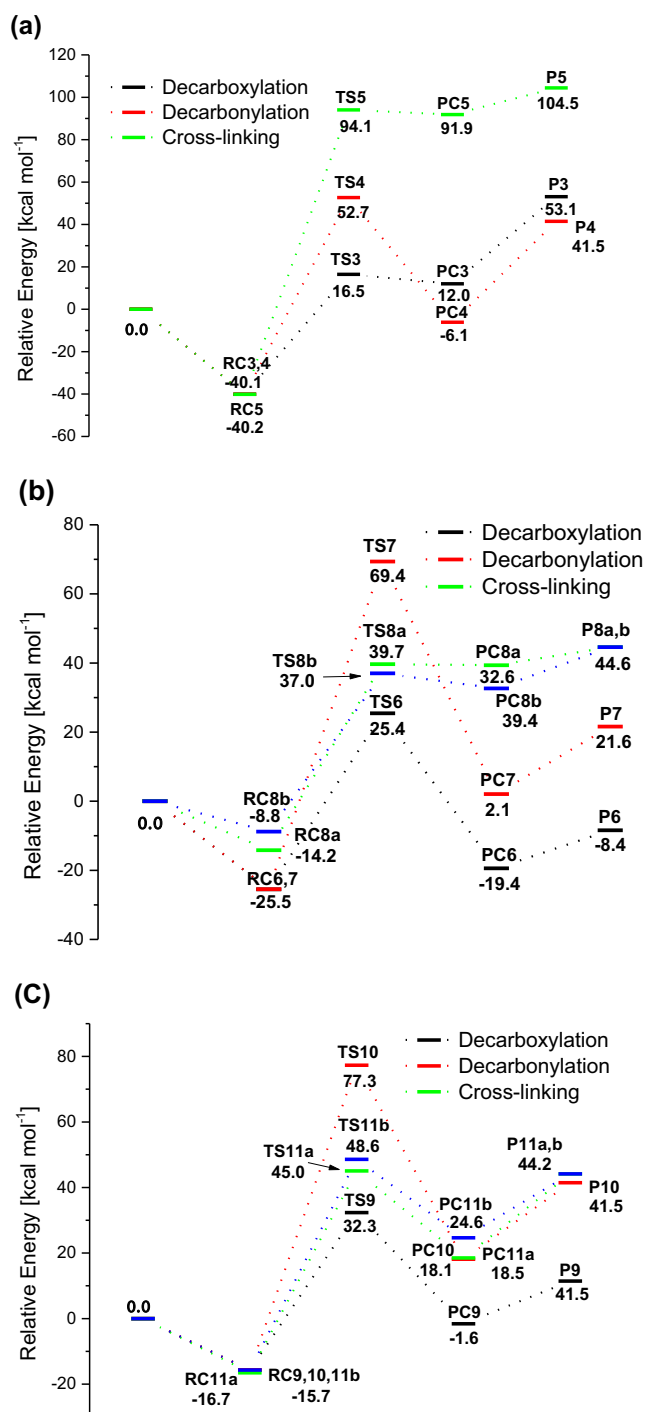 (a)
120
100
80
60
40
20
0
-20
-40
-60
Relative Energy [kcal mol⁻¹]
Decarboxylation
Decarbonylation
Cross-linking
0.0
RC3,4
-40.1
RC5
-40.2
TS5
94.1
TS4
52.7
TS3
16.5
PC5
91.9
PC3
12.0
PC4
-6.1
P5
104.5
P3
53.1
P4
41.5
(b)
80
60
40
20
0
-20
-40
Relative Energy [kcal mol⁻¹]
Decarboxylation
Decarbonylation
Cross-linking
0.0
RC8b
-8.8
RC8a
-14.2
RC6,7
-25.5
TS7
69.4
TS8a
39.7
TS8b
37.0
TS6
25.4
PC8a
32.6
PC8b
39.4
PC7
2.1
PC6
-19.4
P8a,b
44.6
P7
21.6
P6
-8.4
(C)
80
60
40
20
0
-20
Relative Energy [kcal mol⁻¹]
Decarboxylation
Decarbonylation
Cross-linking
0.0
RC11a
-16.7
RC9,10,11b
-15.7
TS10
77.3
TS11b
48.6
TS11a
45.0
TS9
32.3
PC11b
24.6
PC10
18.1
PC11a
18.5
PC9
-1.6
P11a,b
44.2
P10
41.5
P9
41.5